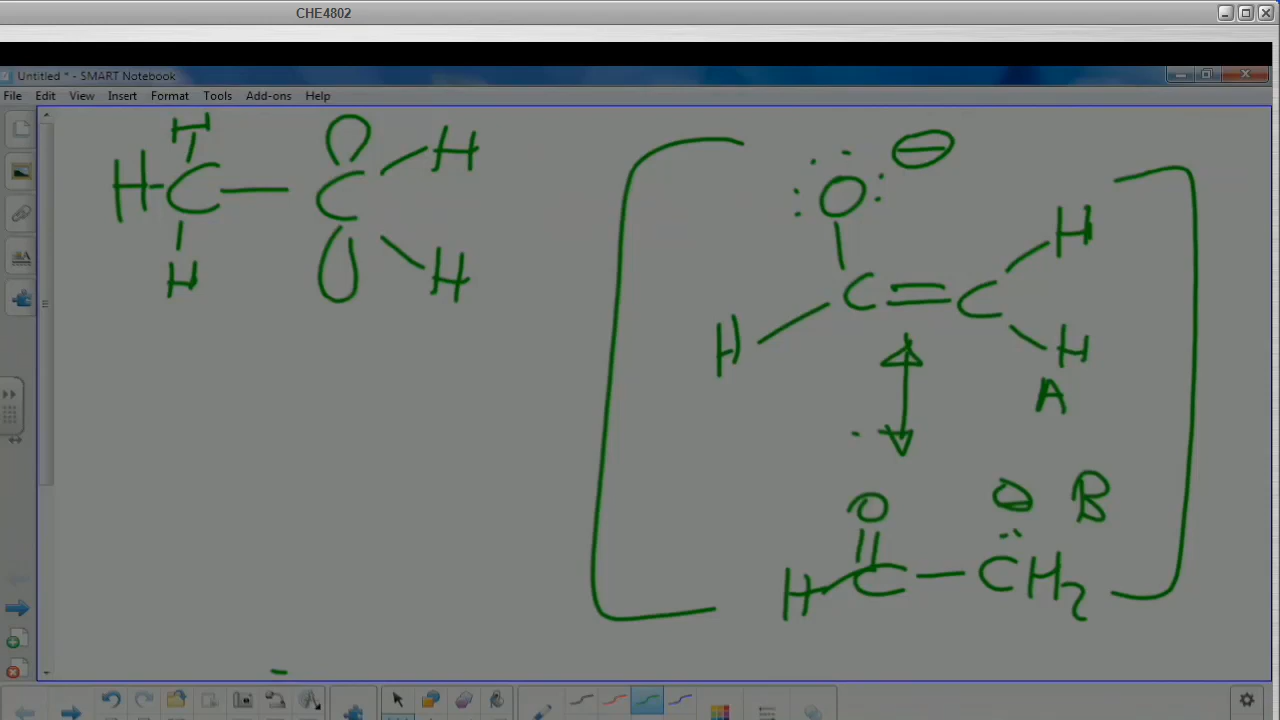 CHE4802
Untitled * - SMART Notebook
File Edit View Insert Format Tools Add-ons Help
H
H C C H
H H
O
H
H C C H
A
B
O
H C CH2